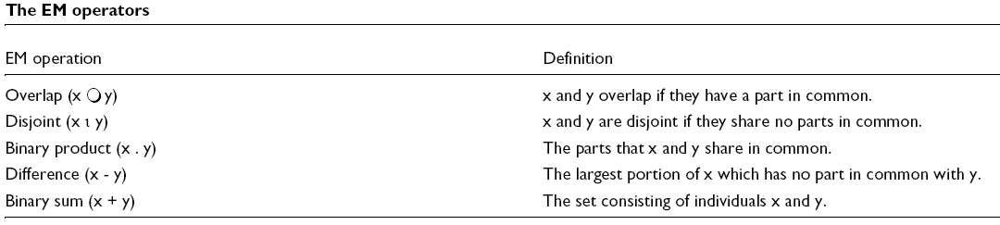 The EM operators
EM operation Definition
Overlap (x ❍ y) x and y overlap if they have a part in common.
Disjoint (x ι y) x and y are disjoint if they share no parts in common.
Binary product (x . y) The parts that x and y share in common.
Difference (x - y) The largest portion of x which has no part in common with y.
Binary sum (x + y) The set consisting of individuals x and y.